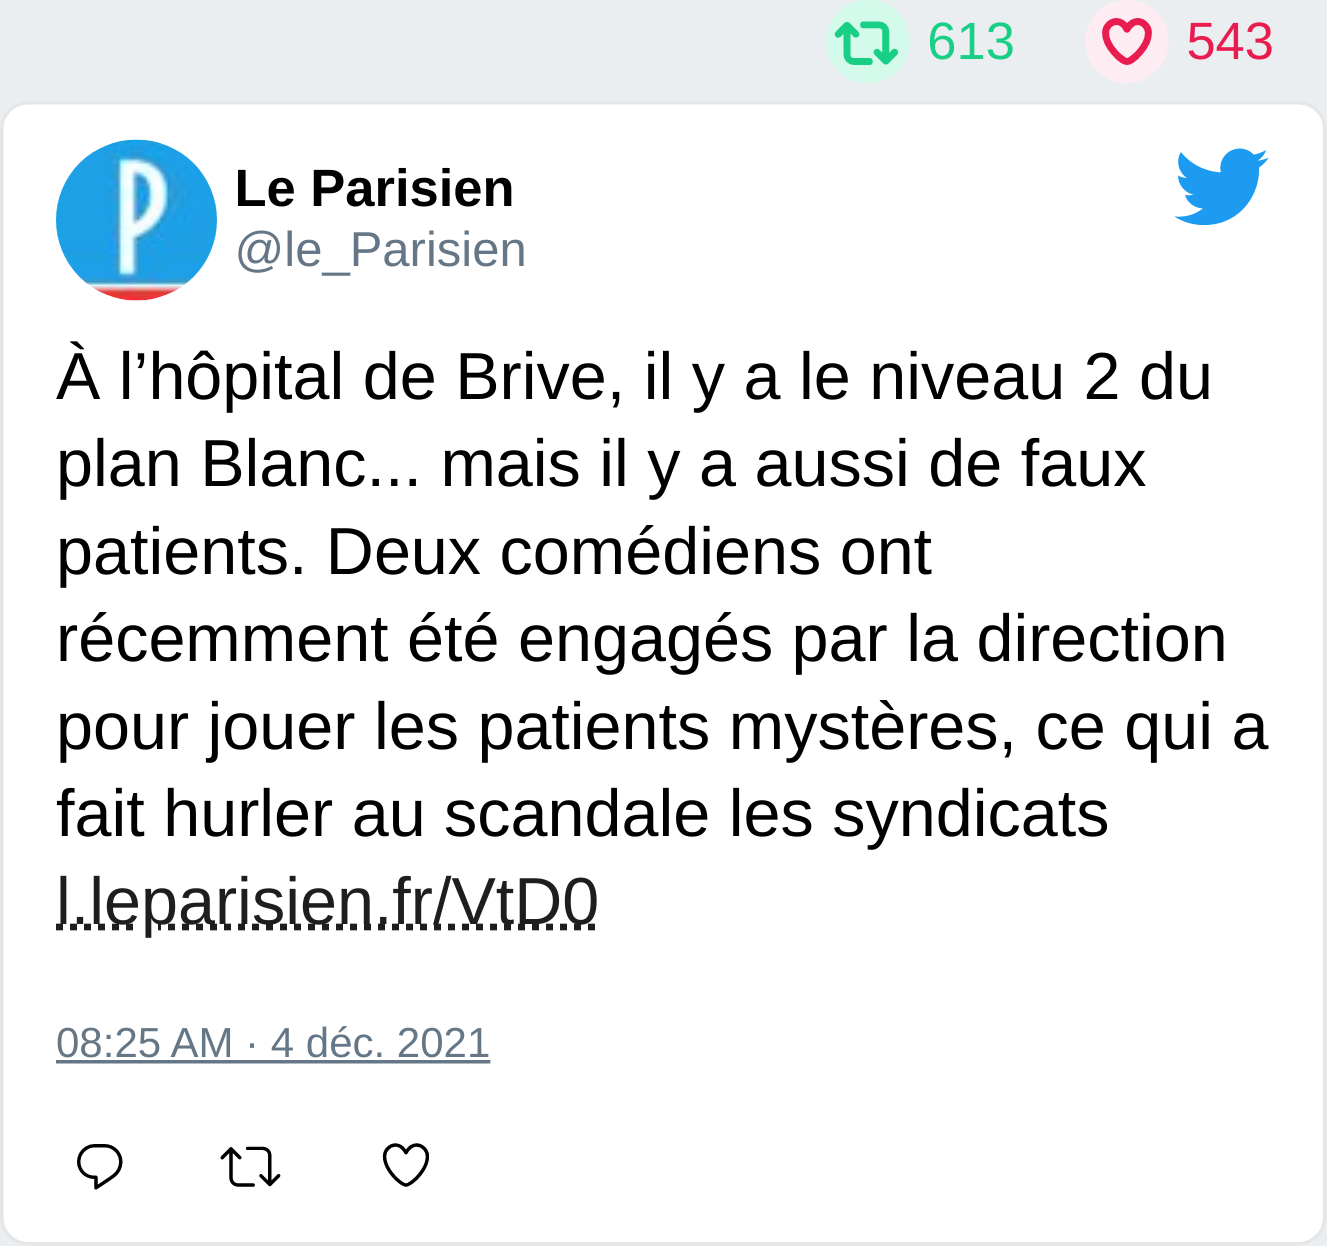 613 543
Le Parisien
@le_Parisien
À l’hôpital de Brive, il y a le niveau 2 du
plan Blanc... mais il y a aussi de faux
patients. Deux comédiens ont
récemment été engagés par la direction
pour jouer les patients mystères, ce qui a
fait hurler au scandale les syndicats
l.leparisien.fr/VtD0
08:25 AM · 4 déc. 2021